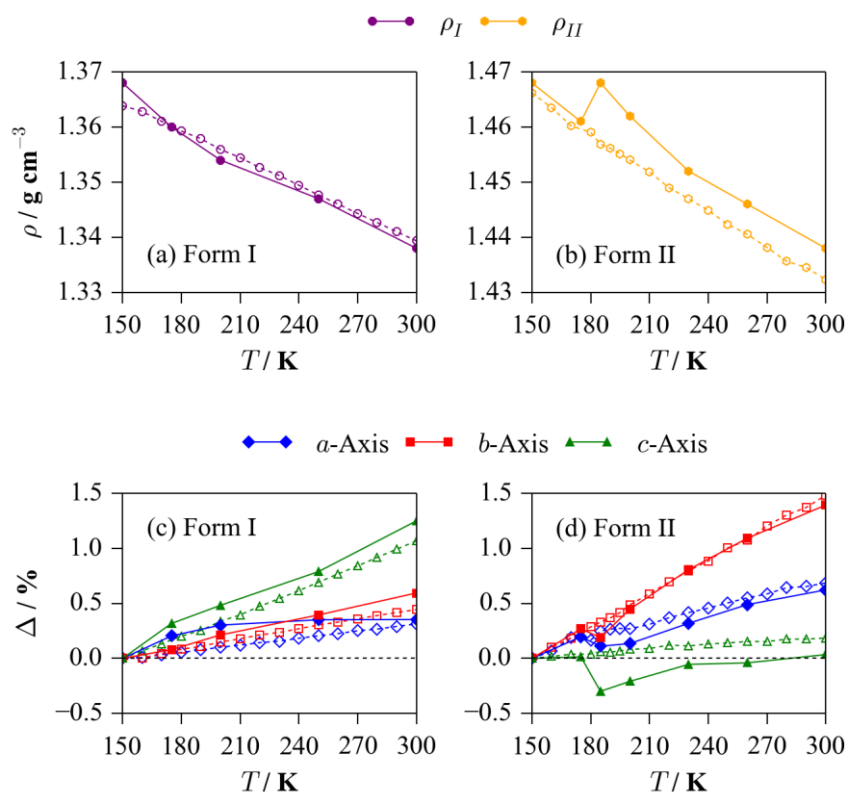 ρ_I ρ_II
1.37
1.36
1.35
1.34
1.33
ρ / g cm⁻³
(a) Form I
150 180 210 240 270 300
T / K
1.47
1.46
1.45
1.44
1.43
(b) Form II
150 180 210 240 270 300
T / K
a-Axis b-Axis c-Axis
1.5
1.0
0.5
0.0
−0.5
Δ / %
(c) Form I
150 180 210 240 270 300
T / K
1.5
1.0
0.5
0.0
−0.5
(d) Form II
150 180 210 240 270 300
T / K